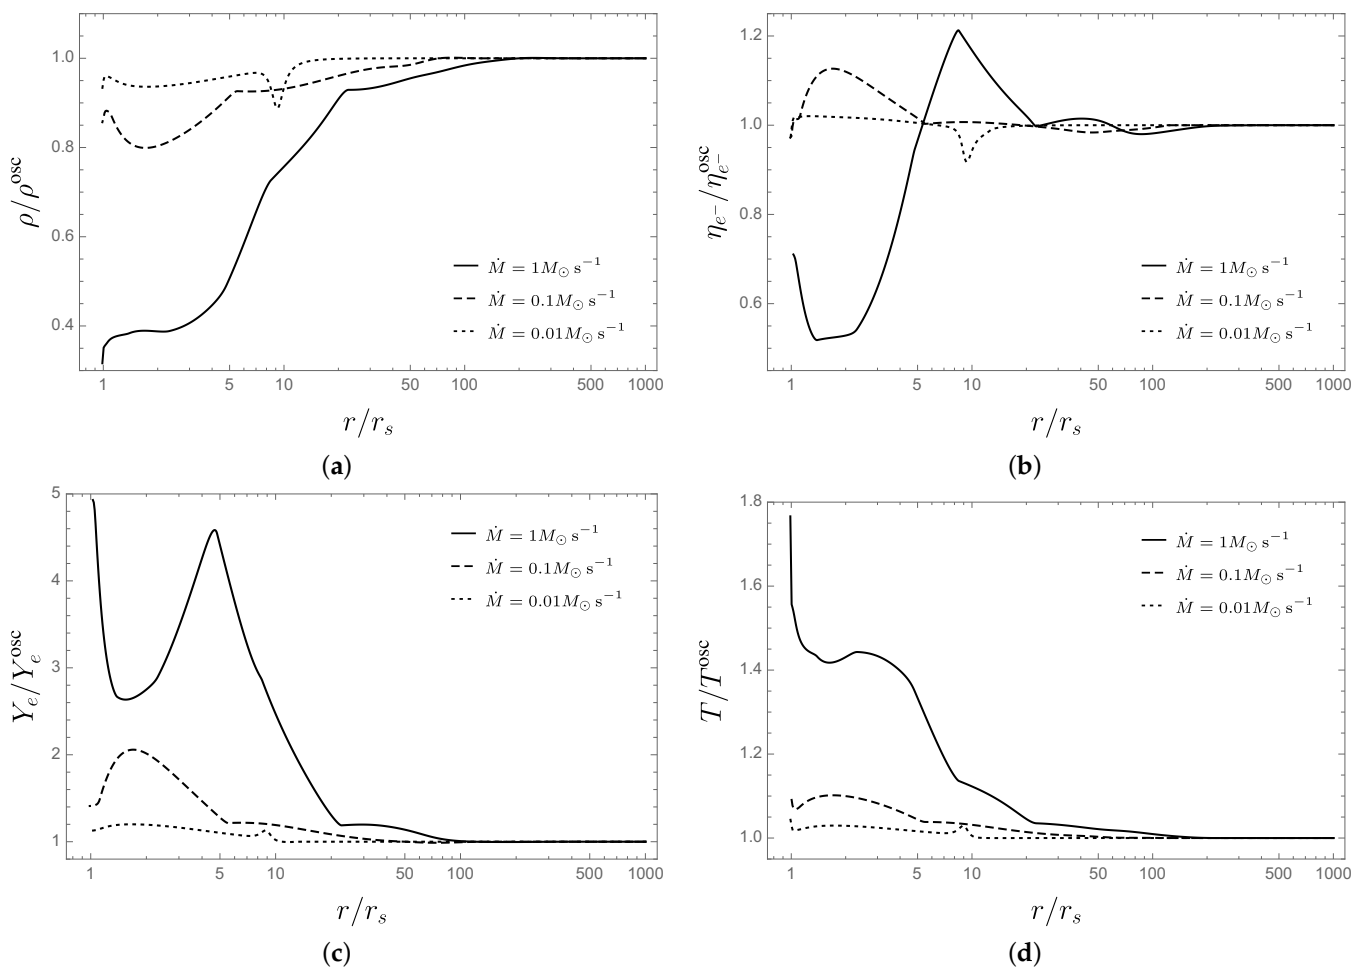 ρ/ρ^osc
1.0
0.8
0.6
0.4
Ṁ = 1M⊙ s⁻¹
Ṁ = 0.1M⊙ s⁻¹
Ṁ = 0.01M⊙ s⁻¹
1 5 10 50 100 500 1000
r/r_s
(a)
η_e⁻/η_e⁻^osc
1.2
1.0
0.8
0.6
Ṁ = 1M⊙ s⁻¹
Ṁ = 0.1M⊙ s⁻¹
Ṁ = 0.01M⊙ s⁻¹
1 5 10 50 100 500 1000
r/r_s
(b)
Y_e/Y_e^osc
5
4
3
2
1
Ṁ = 1M⊙ s⁻¹
Ṁ = 0.1M⊙ s⁻¹
Ṁ = 0.01M⊙ s⁻¹
1 5 10 50 100 500 1000
r/r_s
(c)
T/T^osc
1.8
1.6
1.4
1.2
1.0
Ṁ = 1M⊙ s⁻¹
Ṁ = 0.1M⊙ s⁻¹
Ṁ = 0.01M⊙ s⁻¹
1 5 10 50 100 500 1000
r/r_s
(d)